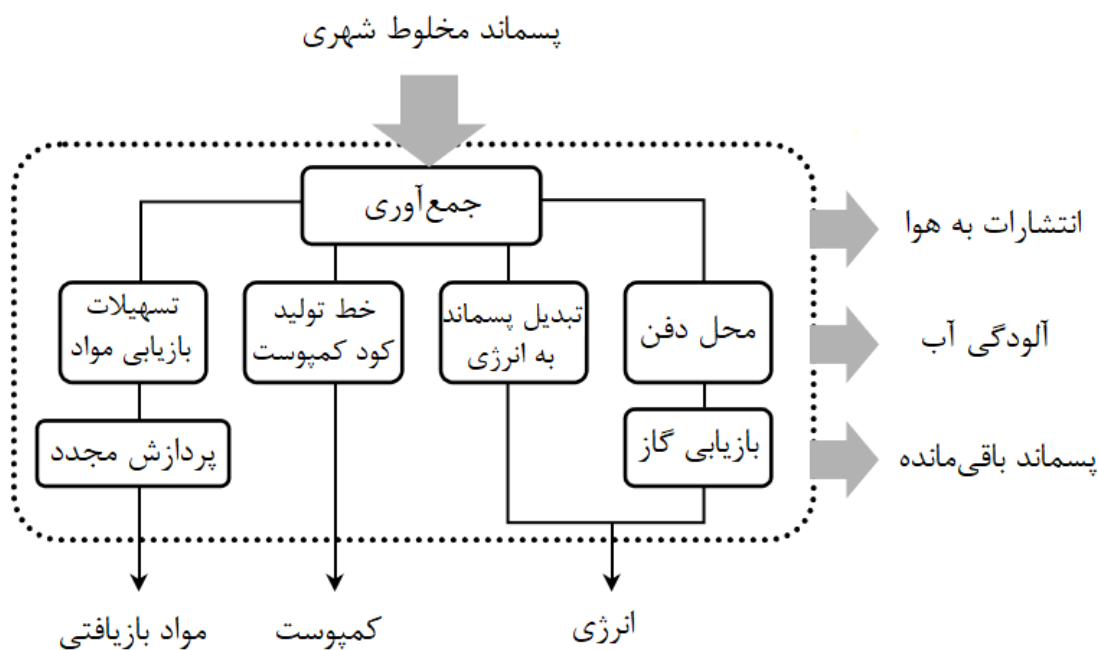 پسماند مخلوط شهری
جمع‌آوری
انتشارات به هوا
محل دفن
تبدیل پسماند
به انرژی
خط تولید
کود کمپوست
تسهیلات
بازیابی مواد
آلودگی آب
بازیابی گاز
پردازش مجدد
پسماند باقی‌مانده
انرژی
کمپوست
مواد بازیافتی